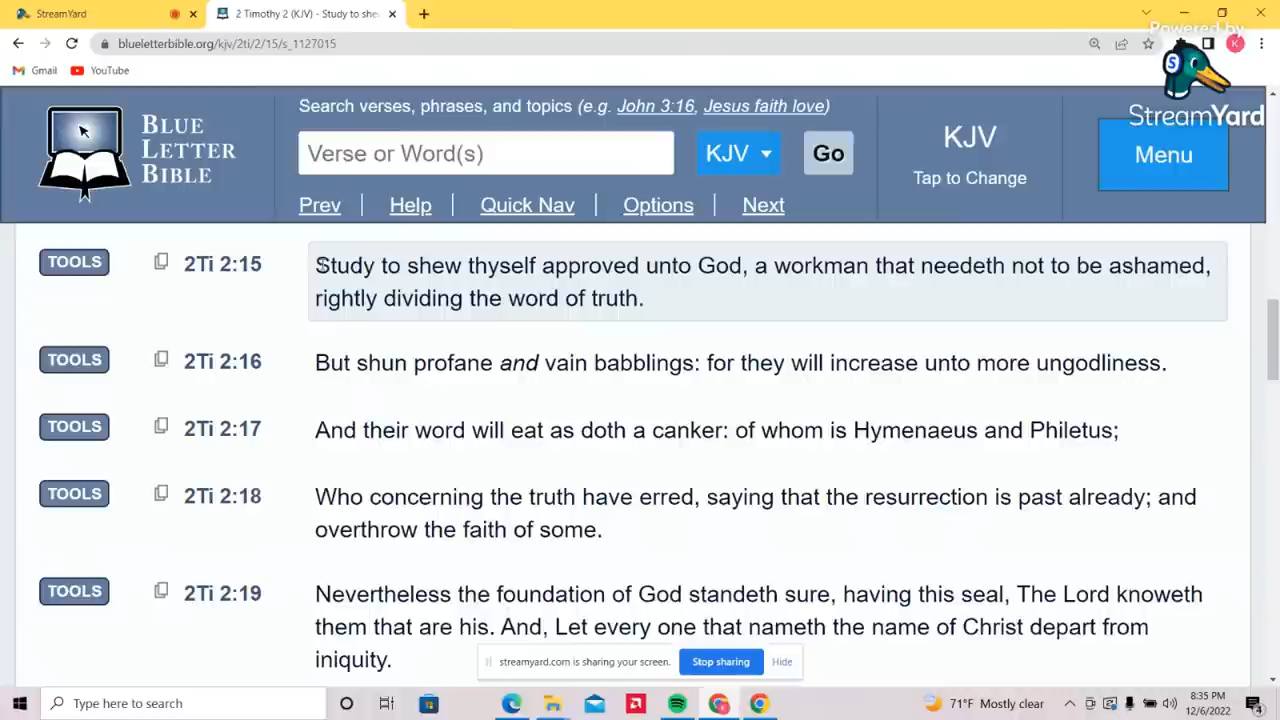 StreamYard
2 Timothy 2 (KJV) - Study to she
blueletterbible.org/kjv/2ti/2/15/s_1127015
K
Gmail
YouTube
Powered by
StreamYard
BLUE
LETTER
BIBLE
Search verses, phrases, and topics (e.g. John 3:16, Jesus faith love)
Verse or Word(s)
KJV
Go
KJV
Tap to Change
Menu
Prev
Help
Quick Nav
Options
Next
TOOLS 2Ti 2:15 Study to shew thyself approved unto God, a workman that needeth not to be ashamed,
rightly dividing the word of truth.
TOOLS 2Ti 2:16 But shun profane and vain babblings: for they will increase unto more ungodliness.
TOOLS 2Ti 2:17 And their word will eat as doth a canker: of whom is Hymenaeus and Philetus;
TOOLS 2Ti 2:18 Who concerning the truth have erred, saying that the resurrection is past already; and
overthrow the faith of some.
TOOLS 2Ti 2:19 Nevertheless the foundation of God standeth sure, having this seal, The Lord knoweth
them that are his. And, Let every one that nameth the name of Christ depart from
iniquity.
streamyard.com is sharing your screen. Stop sharing Hide
Type here to search
71°F Mostly clear
8:35 PM
12/6/2022
4